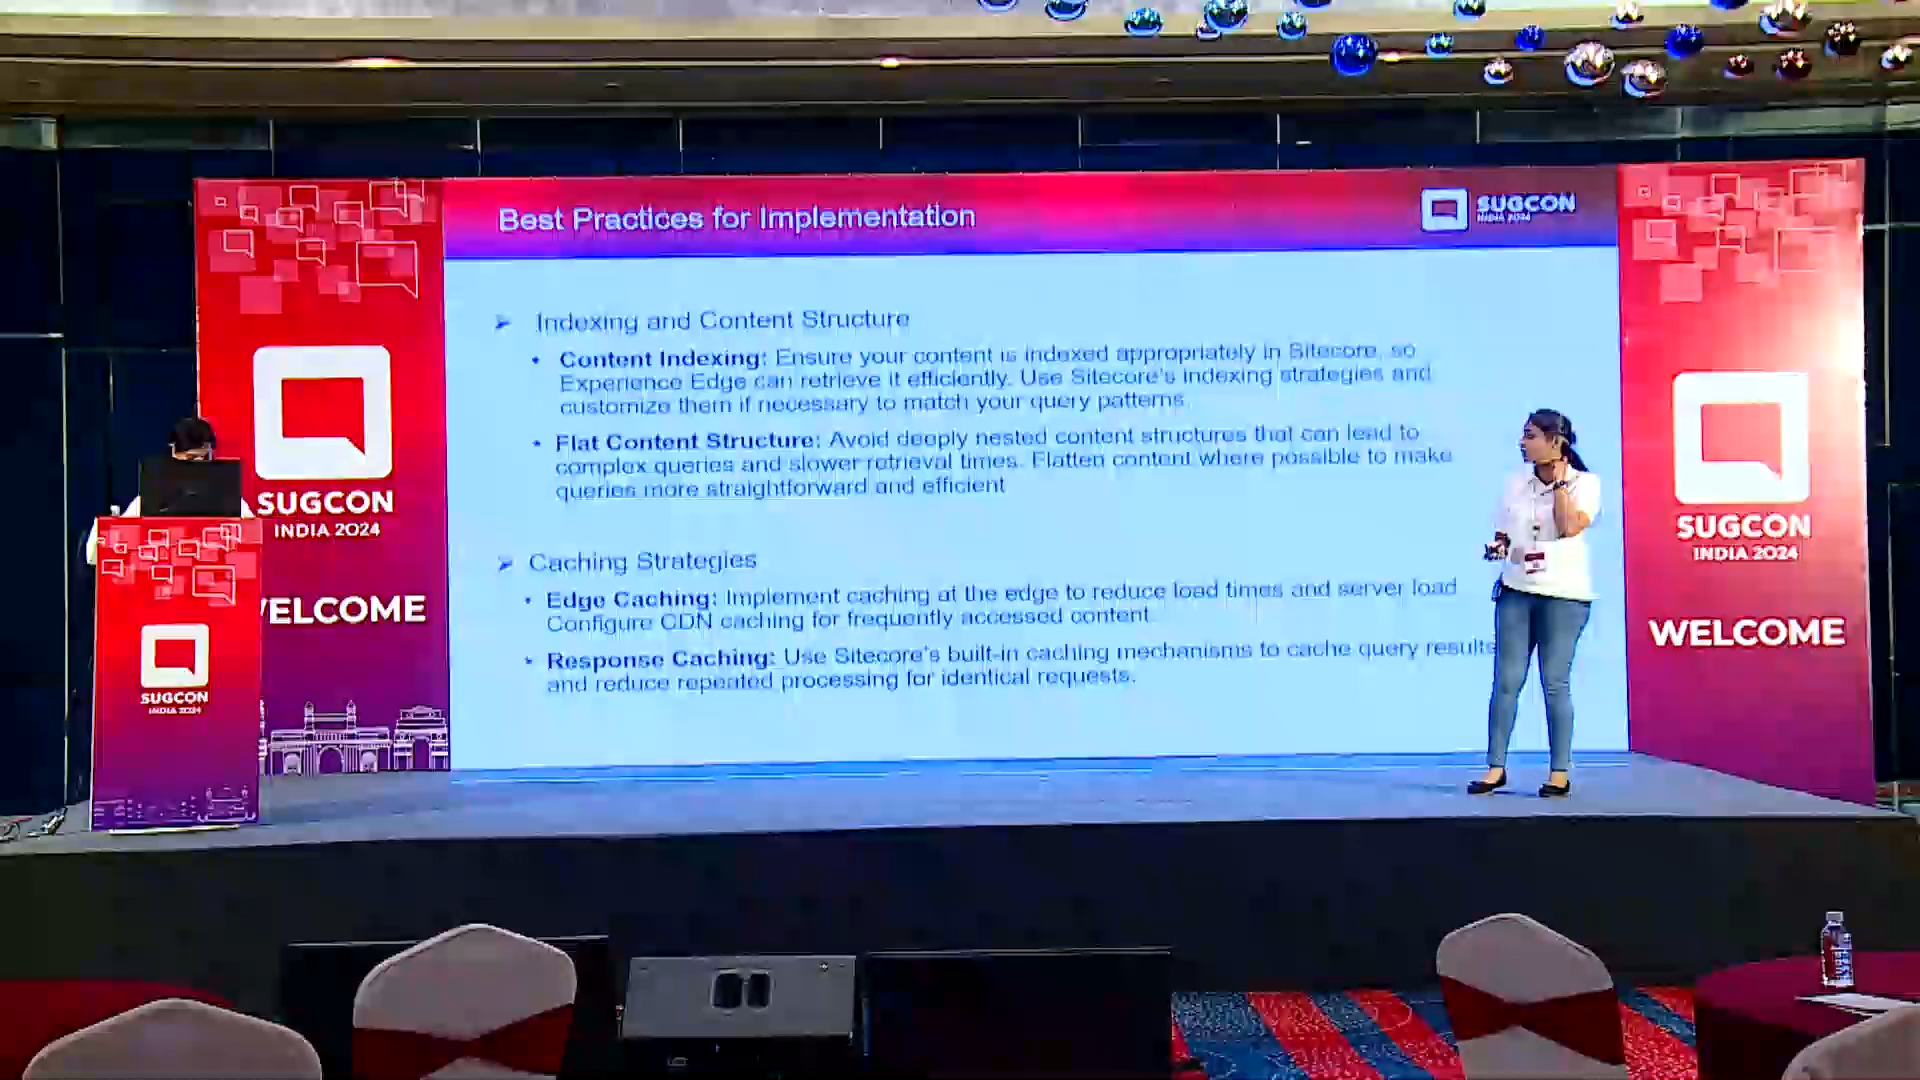 Best Practices for Implementation
SUGCON
INDIA 2024
➢ Indexing and Content Structure
• Content Indexing: Ensure your content is indexed appropriately in Sitecore, so
Experience Edge can retrieve it efficiently. Use Sitecore's indexing strategies and
customize them if necessary to match your query patterns.
• Flat Content Structure: Avoid deeply nested content structures that can lead to
complex queries and slower retrieval times. Flatten content where possible to make
queries more straightforward and efficient
➢ Caching Strategies
• Edge Caching: Implement caching at the edge to reduce load times and server load
Configure CDN caching for frequently accessed content.
• Response Caching: Use Sitecore's built-in caching mechanisms to cache query results
and reduce repeated processing for identical requests.
SUGCON
INDIA 2024
WELCOME
SUGCON
INDIA 2024
SUGCON
INDIA 2024
WELCOME